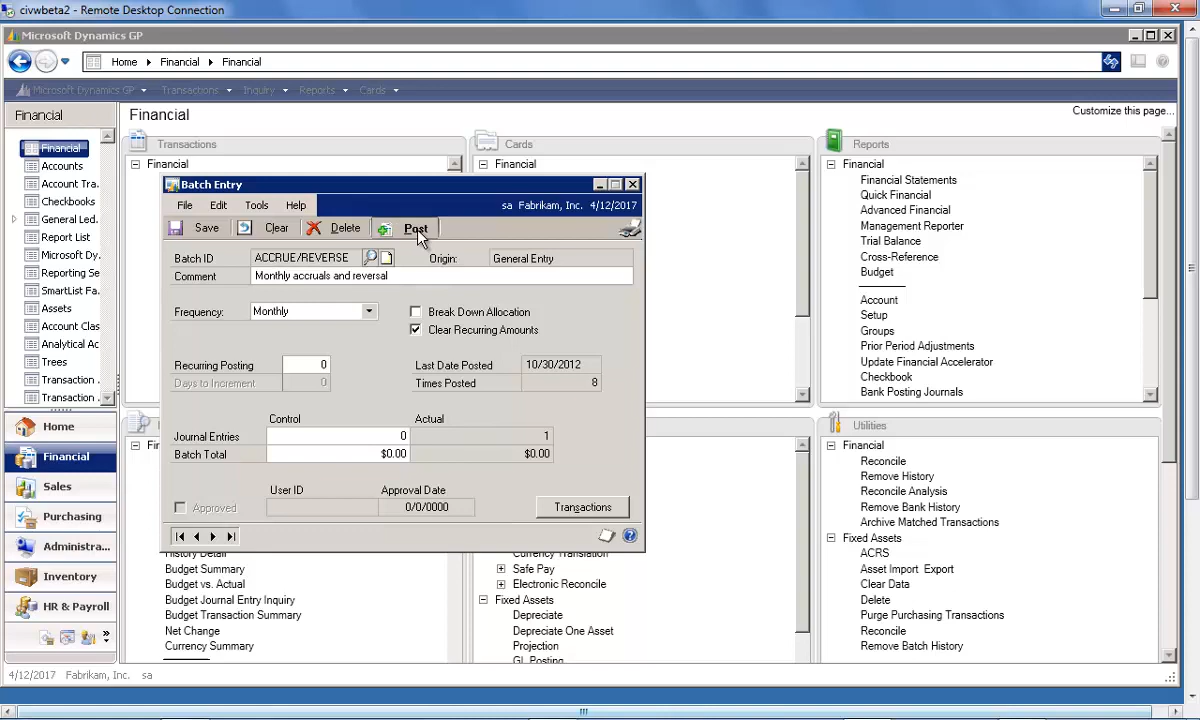 civwbeta2 - Remote Desktop Connection
Microsoft Dynamics GP
Home Financial Financial
Microsoft Dynamics GP Transactions Inquiry Reports Cards
Financial
Financial
Accounts
Account Tra.
Checkbooks
General Led.
Report List
Microsoft Dy.
Reporting Se
SmartList Fa.
Assets
Account Clas
Analytical Ac
Trees
Transaction .
Transaction .
Home
Financial
Sales
Purchasing
Administra...
Inventory
HR & Payroll
4/12/2017 Fabrikam, Inc. sa
Financial
Customize this page...
Transactions
Financial
Cards
Financial
Batch Entry
File Edit Tools Help
sa Fabrikam, Inc. 4/12/2017
Save Clear Delete Post
Batch ID ACCRUE/REVERSE Origin: General Entry
Comment Monthly accruals and reversal
Frequency: Monthly Break Down Allocation
Clear Recurring Amounts
Recurring Posting 0 Last Date Posted 10/30/2012
Days to Increment 0 Times Posted 8
Control Actual
Journal Entries 0 1
Batch Total $0.00 $0.00
User ID Approval Date
Approved 0/0/0000 Transactions
Fir
History Detail
Budget Summary
Budget vs. Actual
Budget Journal Entry Inquiry
Budget Transaction Summary
Net Change
Currency Summary
Currency Translation
Safe Pay
Electronic Reconcile
Fixed Assets
Depreciate
Depreciate One Asset
Projection
GL Posting
Reports
Financial
Financial Statements
Quick Financial
Advanced Financial
Management Reporter
Trial Balance
Cross-Reference
Budget
Account
Setup
Groups
Prior Period Adjustments
Update Financial Accelerator
Checkbook
Bank Posting Journals
Utilities
Financial
Reconcile
Remove History
Reconcile Analysis
Remove Bank History
Archive Matched Transactions
Fixed Assets
ACRS
Asset Import Export
Clear Data
Delete
Purge Purchasing Transactions
Reconcile
Remove Batch History